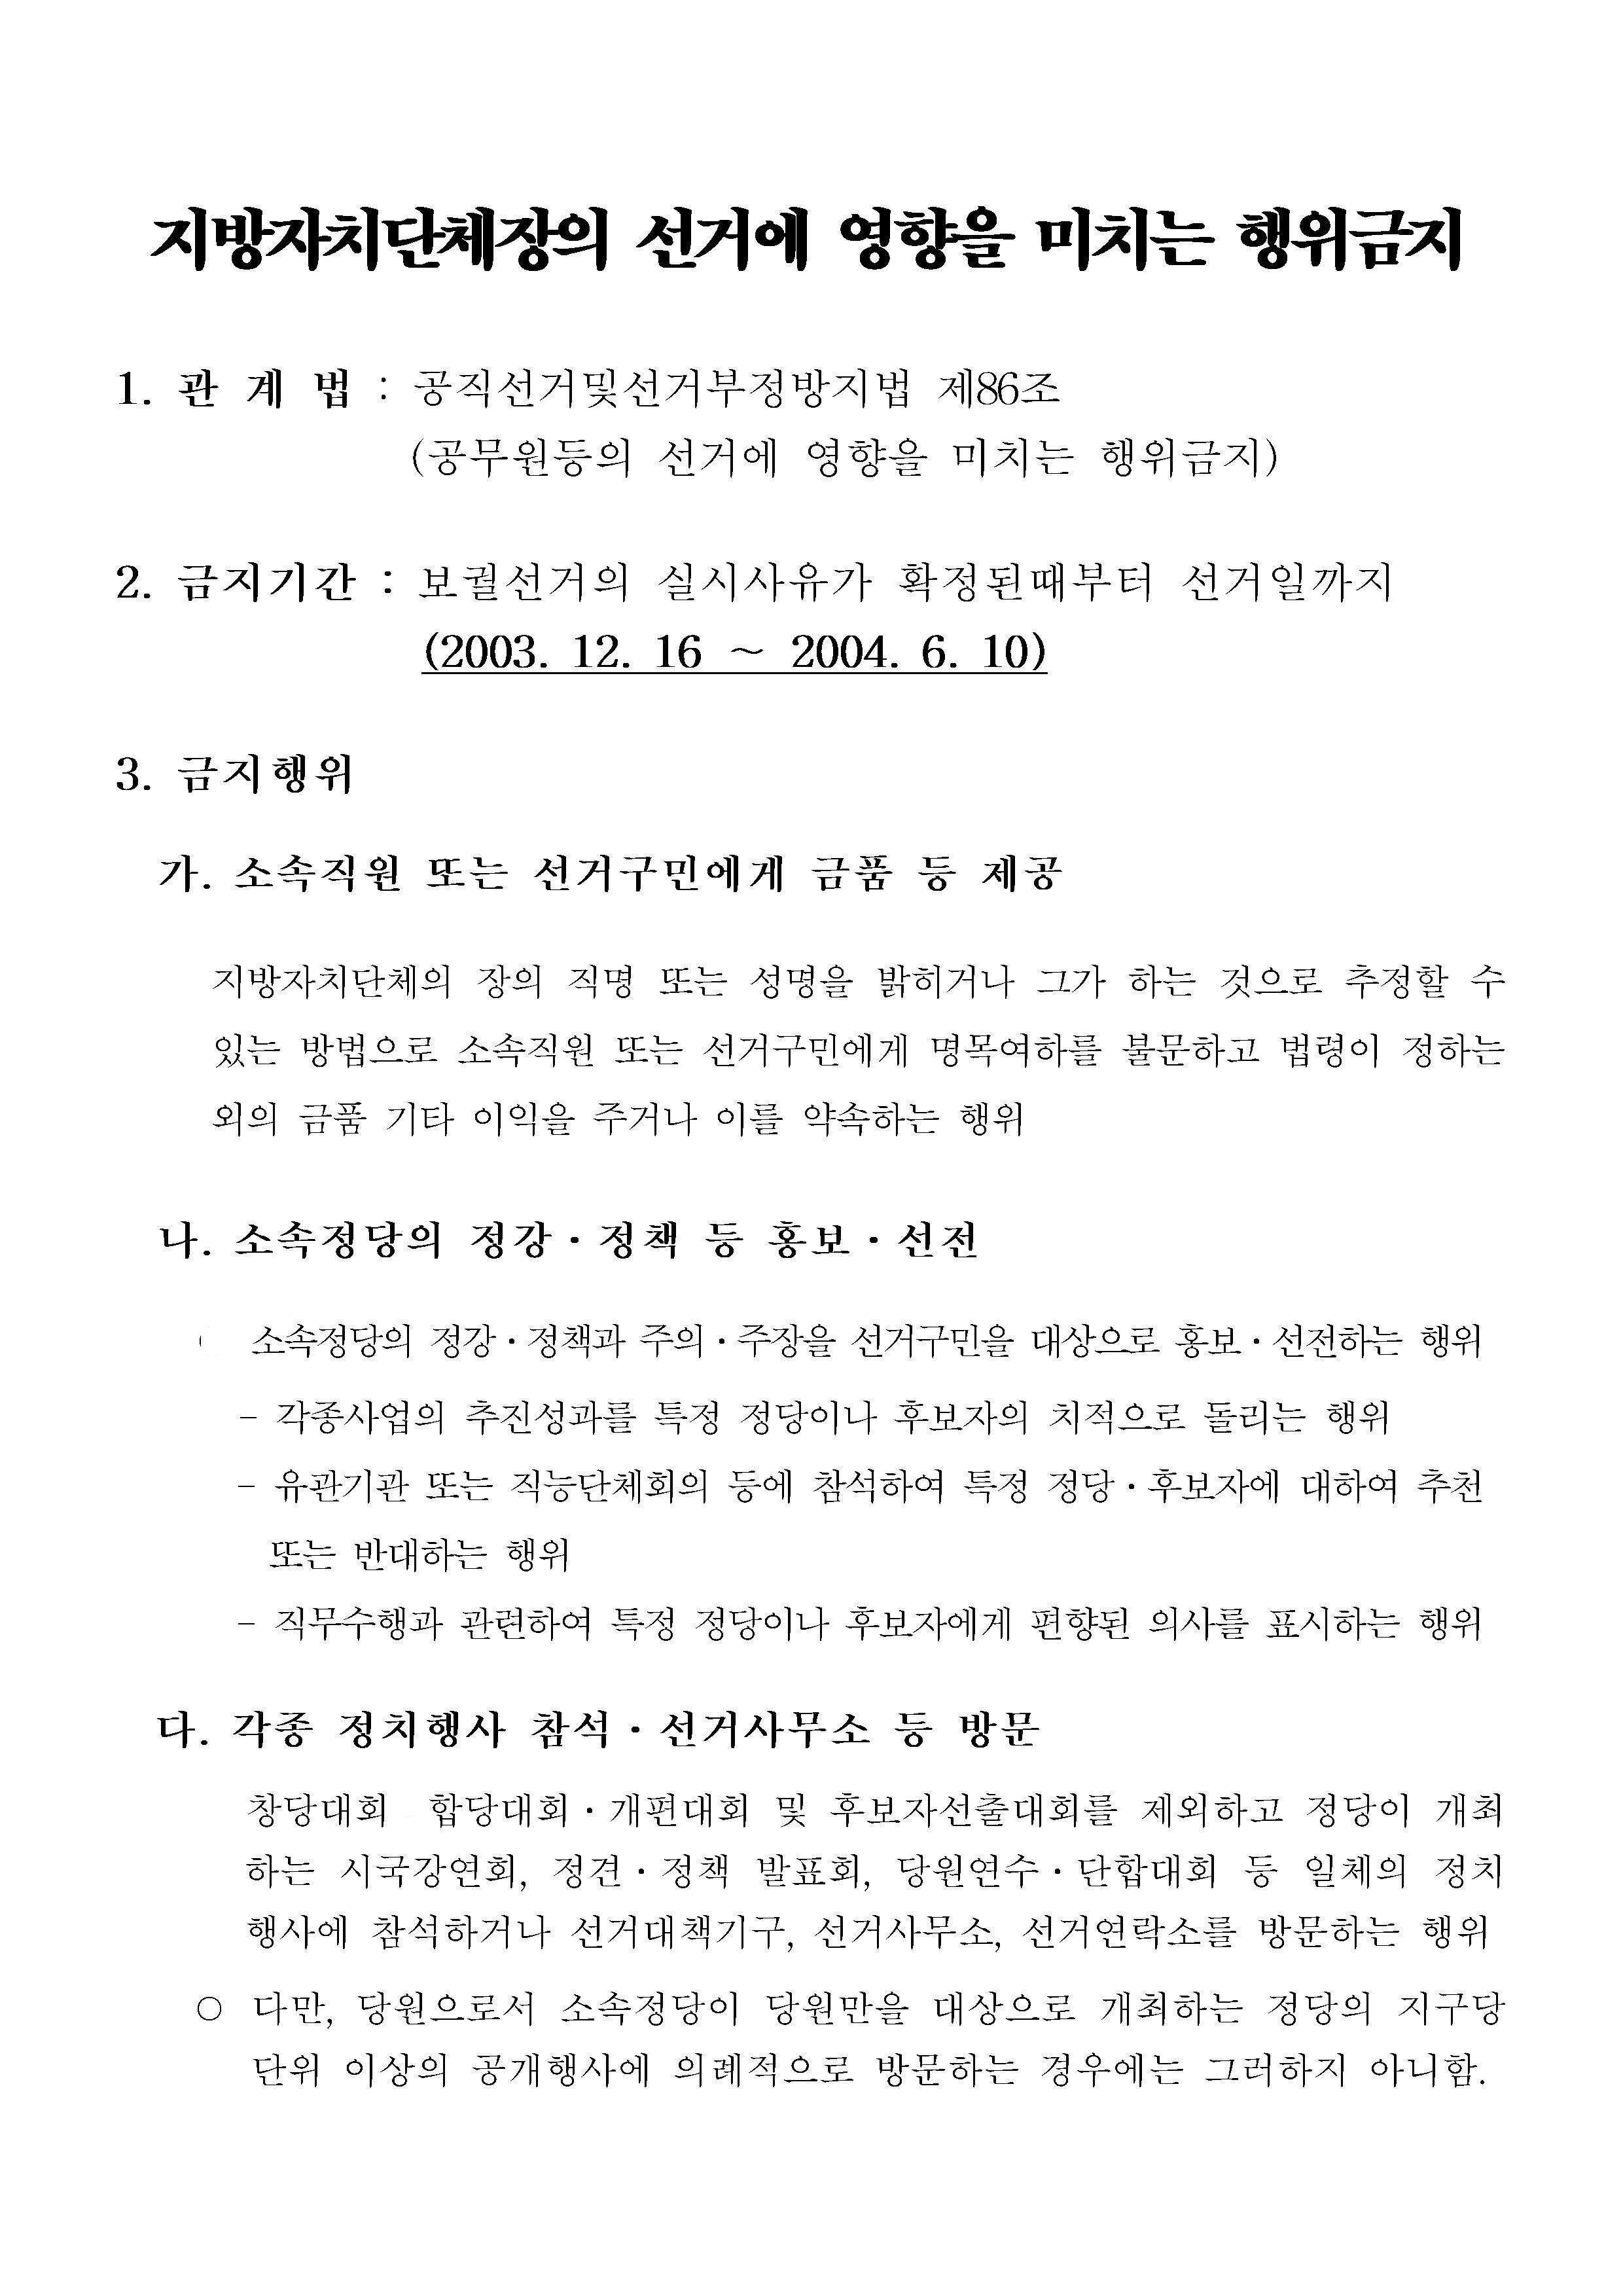 지방자치단체장의 선거에 영향을 미치는 행위금지
1. 관 계 법 : 공직선거및선거부정방지법 제86조
(공무원등의 선거에 영향을 미치는 행위금지)
2. 금지기간 : 보궐선거의 실시사유가 확정된때부터 선거일까지
(2003. 12. 16 ~ 2004. 6. 10)
3. 금지행위
가. 소속직원 또는 선거구민에게 금품 등 제공
지방자치단체의 장의 직명 또는 성명을 밝히거나 그가 하는 것으로 추정할 수
있는 방법으로 소속직원 또는 선거구민에게 명목여하를 불문하고 법령이 정하는
외의 금품 기타 이익을 주거나 이를 약속하는 행위
나. 소속정당의 정강·정책 등 홍보·선전
소속정당의 정강·정책과 주의·주장을 선거구민을 대상으로 홍보·선전하는 행위
- 각종사업의 추진성과를 특정 정당이나 후보자의 치적으로 돌리는 행위
- 유관기관 또는 직능단체회의 등에 참석하여 특정 정당·후보자에 대하여 추천
또는 반대하는 행위
- 직무수행과 관련하여 특정 정당이나 후보자에게 편향된 의사를 표시하는 행위
다. 각종 정치행사 참석·선거사무소 등 방문
창당대회 합당대회·개편대회 및 후보자선출대회를 제외하고 정당이 개최
하는 시국강연회, 정견·정책 발표회, 당원연수·단합대회 등 일체의 정치
행사에 참석하거나 선거대책기구, 선거사무소, 선거연락소를 방문하는 행위
○ 다만, 당원으로서 소속정당이 당원만을 대상으로 개최하는 정당의 지구당
단위 이상의 공개행사에 의례적으로 방문하는 경우에는 그러하지 아니함.